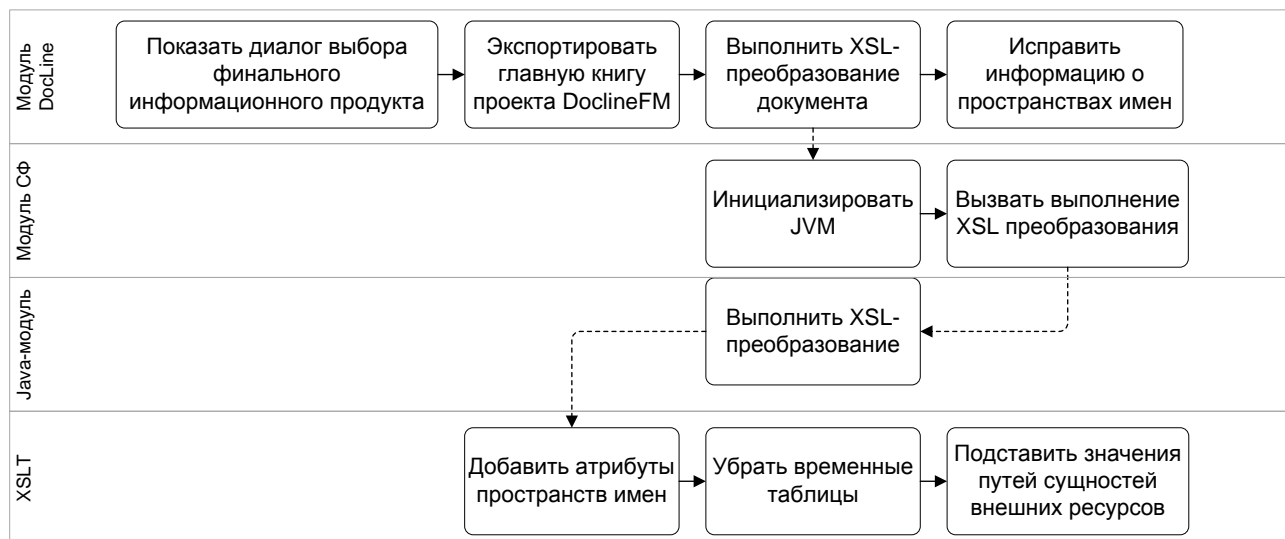 Модуль
DocLine
Показать диалог выбора
финального
информационного продукта
Экспортировать
главную книгу
проекта DoclineFM
Выполнить XSL-
преобразование
документа
Исправить
информацию о
пространствах имен
Модуль СФ
Инициализировать
JVM
Вызвать выполнение
XSL преобразования
Java-модуль
Выполнить XSL-
преобразование
XSLT
Добавить атрибуты
пространств имен
Убрать временные
таблицы
Подставить значения
путей сущностей
внешних ресурсов